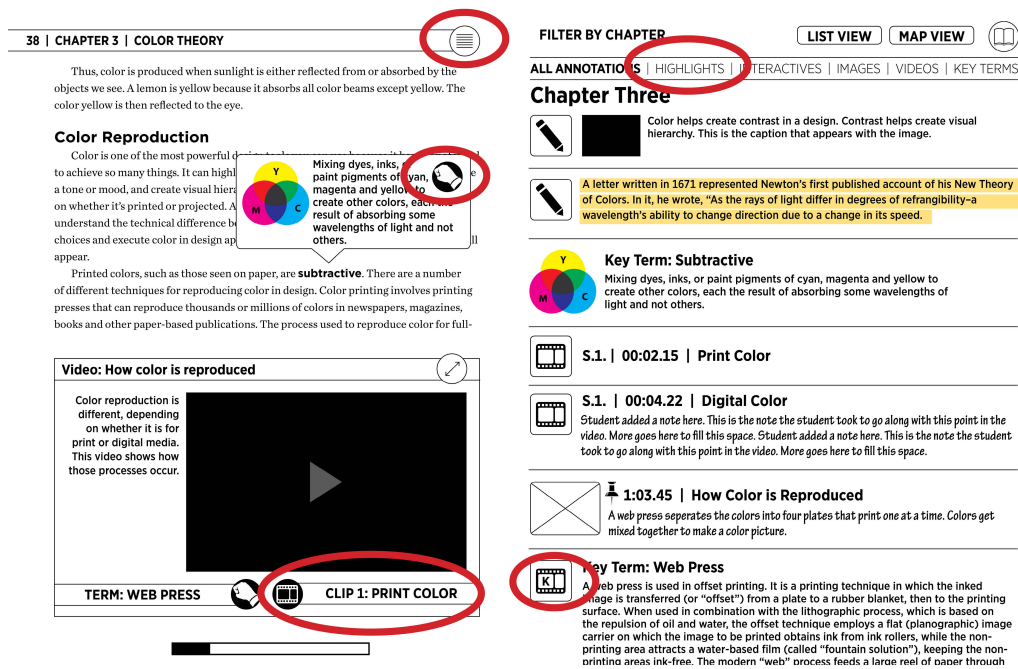 38 | CHAPTER 3 | COLOR THEORY
Thus, color is produced when sunlight is either reflected from or absorbed by the
objects we see. A lemon is yellow because it absorbs all color beams except yellow. The
color yellow is then reflected to the eye.
Color Reproduction
Color is one of the most powerful
to achieve so many things. It can highl
a tone or mood, and create visual hiera
on whether it's printed or projected. A
understand the technical difference be
choices and execute color in design ap
appear.
Mixing dyes, inks,
paint pigments of cyan,
magenta and yellow to
create other colors, each the
result of absorbing some
wavelengths of light and not
others.
Y
M
C
Printed colors, such as those seen on paper, are subtractive. There are a number
of different techniques for reproducing color in design. Color printing involves printing
presses that can reproduce thousands or millions of colors in newspapers, magazines,
books and other paper-based publications. The process used to reproduce color for full-
Video: How color is reproduced
Color reproduction is
different, depending
on whether it is for
print or digital media.
This video shows how
those processes occur.
TERM: WEB PRESS
CLIP 1: PRINT COLOR
FILTER BY CHAPTER
LIST VIEW
MAP VIEW
ALL ANNOTATIONS | HIGHLIGHTS | INTERACTIVES | IMAGES | VIDEOS | KEY TERMS
Chapter Three
Color helps create contrast in a design. Contrast helps create visual
hierarchy. This is the caption that appears with the image.
A letter written in 1671 represented Newton's first published account of his New Theory
of Colors. In it, he wrote, "As the rays of light differ in degrees of refrangibility–a
wavelength's ability to change direction due to a change in its speed.
Y
M
C
Key Term: Subtractive
Mixing dyes, inks, or paint pigments of cyan, magenta and yellow to
create other colors, each the result of absorbing some wavelengths of
light and not others.
S.1. | 00:02.15 | Print Color
S.1. | 00:04.22 | Digital Color
Student added a note here. This is the note the student took to go along with this point in the
video. More goes here to fill this space. Student added a note here. This is the note the student
took to go along with this point in the video. More goes here to fill this space.
1:03.45 | How Color is Reproduced
A web press seperates the colors into four plates that print one at a time. Colors get
mixed together to make a color picture.
K
Key Term: Web Press
A web press is used in offset printing. It is a printing technique in which the inked
image is transferred (or "offset") from a plate to a rubber blanket, then to the printing
surface. When used in combination with the lithographic process, which is based on
the repulsion of oil and water, the offset technique employs a flat (planographic) image
carrier on which the image to be printed obtains ink from ink rollers, while the non-
printing area attracts a water-based film (called "fountain solution"), keeping the non-
printing areas ink-free. The modern "web" process feeds a large reel of paper through